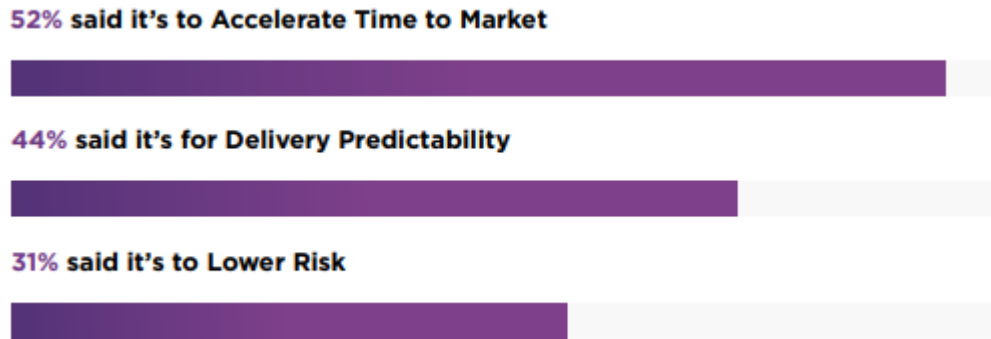 52% said it’s to Accelerate Time to Market
44% said it’s for Delivery Predictability
31% said it’s to Lower Risk